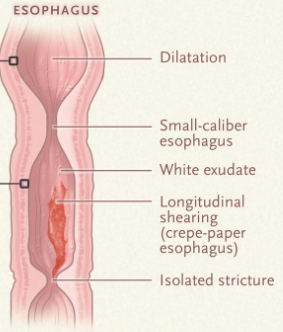 ESOPHAGUS
Dilatation
Small-caliber
esophagus
White exudate
Longitudinal
shearing
(crepe-paper
esophagus)
Isolated stricture